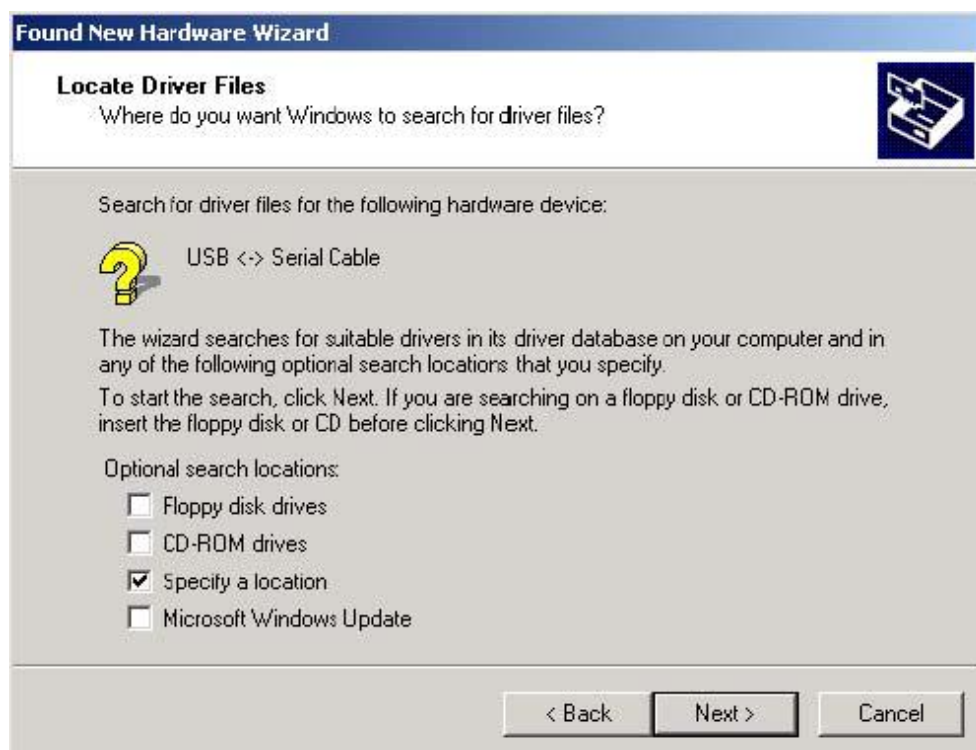 Found New Hardware Wizard
Locate Driver Files
Where do you want Windows to search for driver files?
Search for driver files for the following hardware device:
USB <-> Serial Cable
The wizard searches for suitable drivers in its driver database on your computer and in
any of the following optional search locations that you specify.
To start the search, click Next. If you are searching on a floppy disk or CD-ROM drive,
insert the floppy disk or CD before clicking Next.
Optional search locations:
Floppy disk drives
CD-ROM drives
Specify a location
Microsoft Windows Update
< Back Next > Cancel